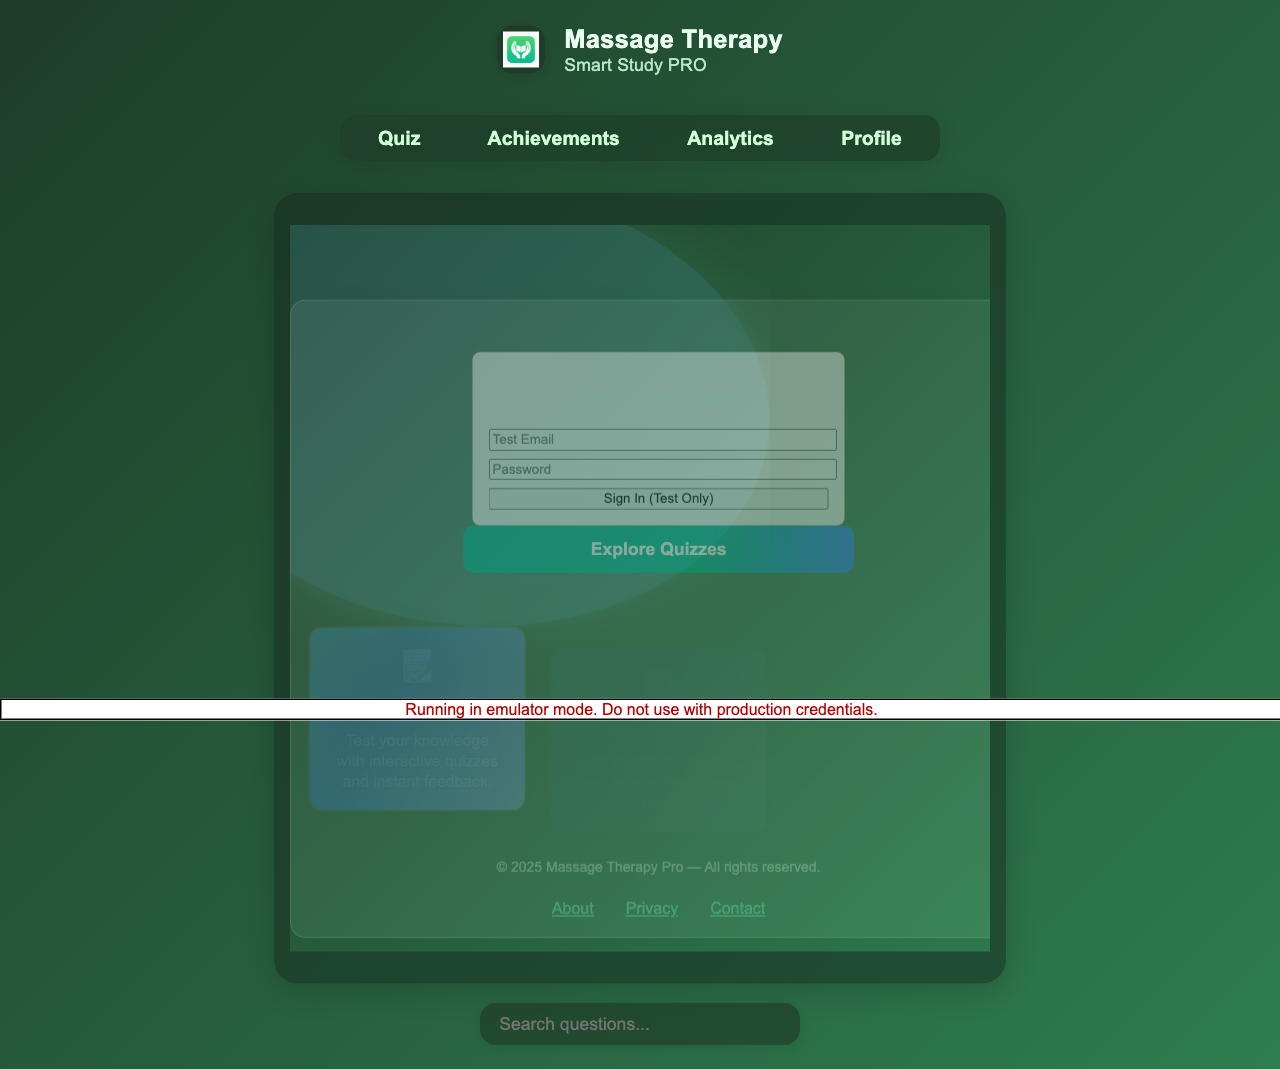 Massage Therapy
Smart Study PRO
Quiz Achievements Analytics Profile
Test Email
Password
Sign In (Test Only)
Explore Quizzes
Running in emulator mode. Do not use with production credentials.
Test your knowledge
with interactive quizzes
and instant feedback.
© 2025 Massage Therapy Pro — All rights reserved.
About Privacy Contact
Search questions...